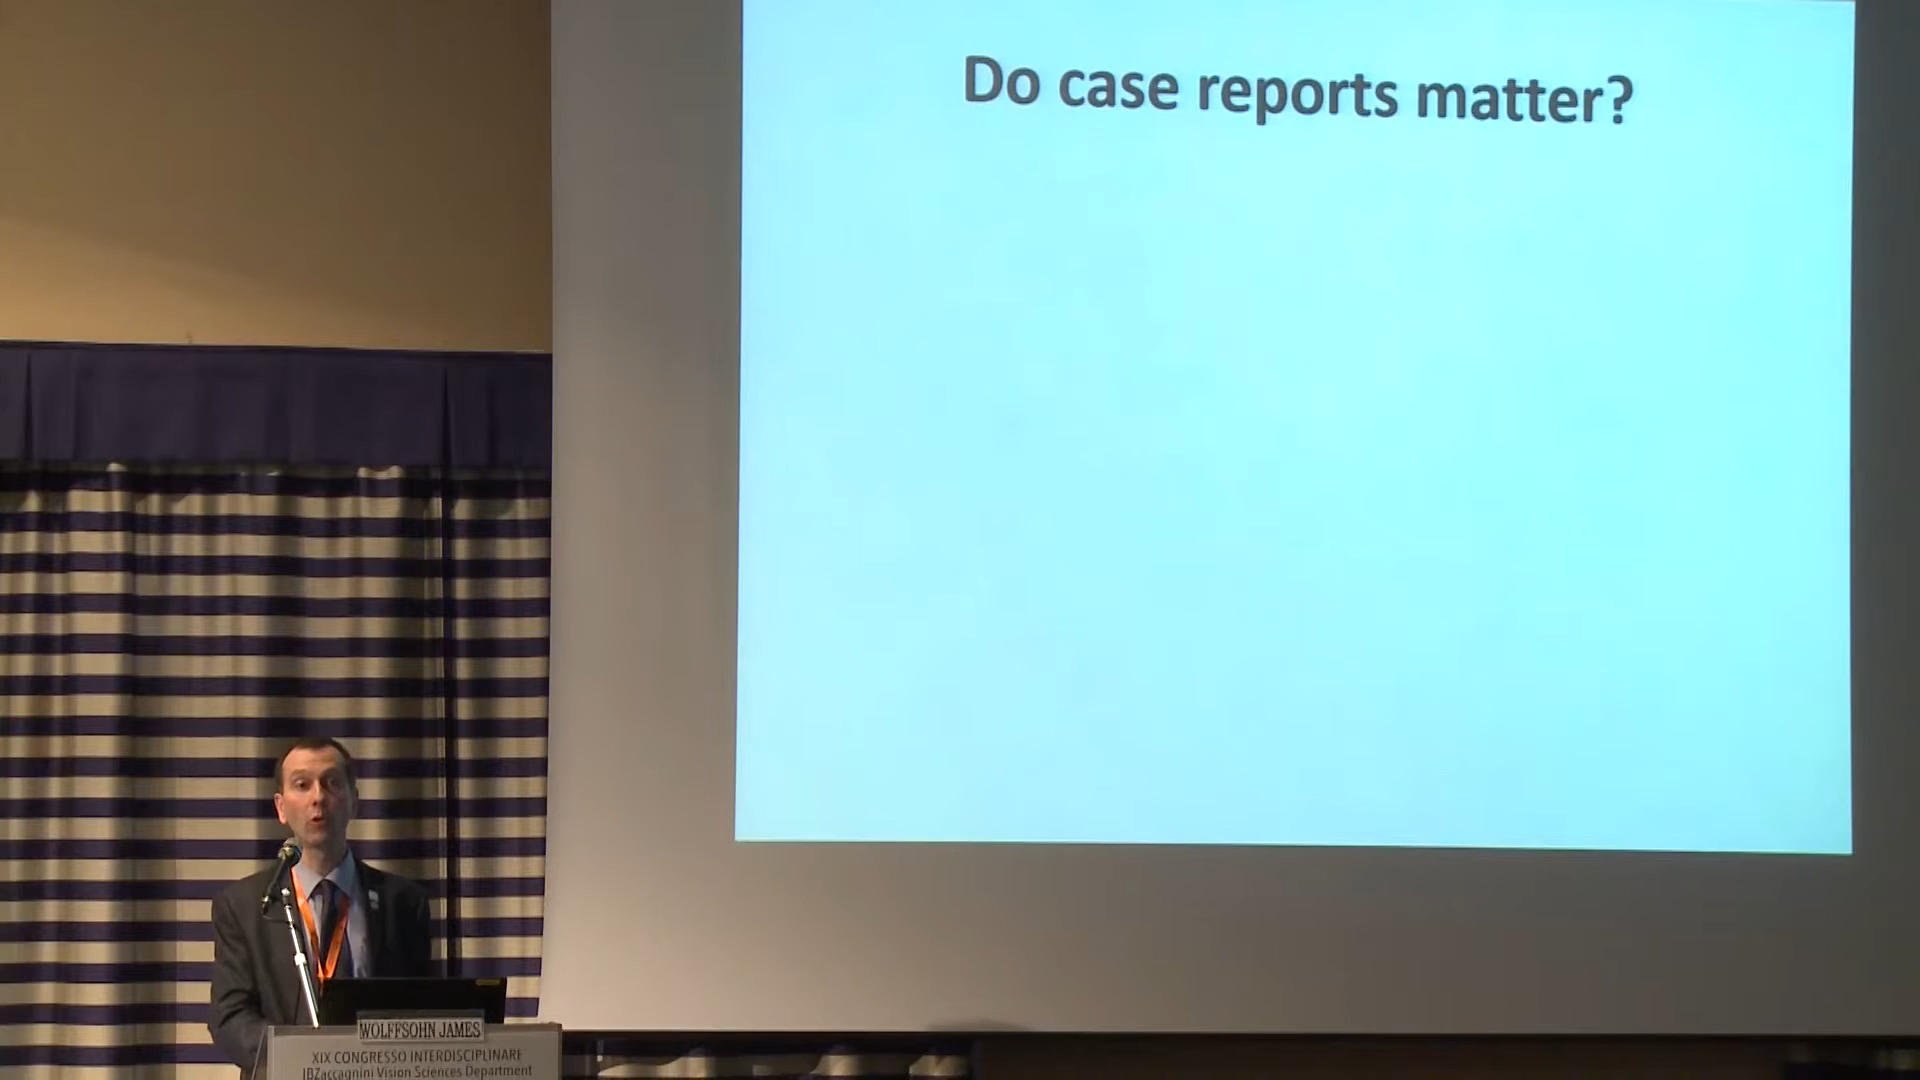 Do case reports matter?
WOLFFSOHN JAMES
XIX CONGRESSO INTERDISCIPLINARE
IBZaccagnini Vision Sciences Department